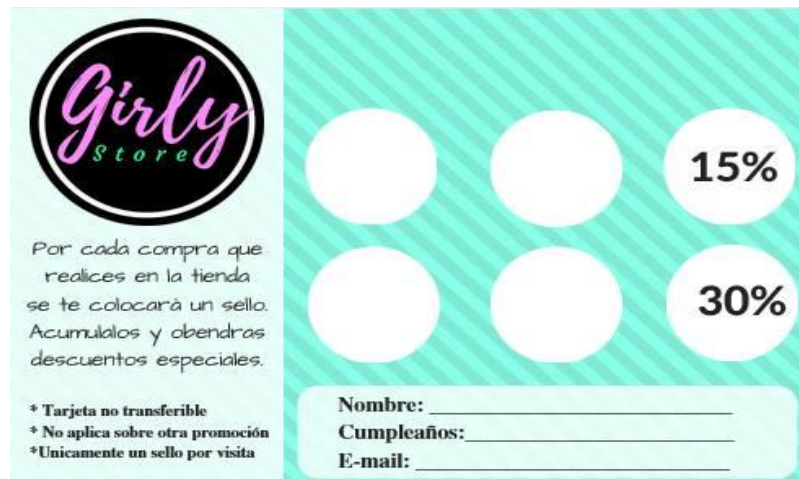 Girly
Store
Por cada compra que
realices en la tienda
se te colocarà un sello.
Acumulalos y obendras
descuentos especiales.
* Tarjeta no transferible
* No aplica sobre otra promoción
*Unicamente un sello por visita
15%
30%
Nombre: ____________________________
Cumpleaños:_________________________
E-mail: _____________________________